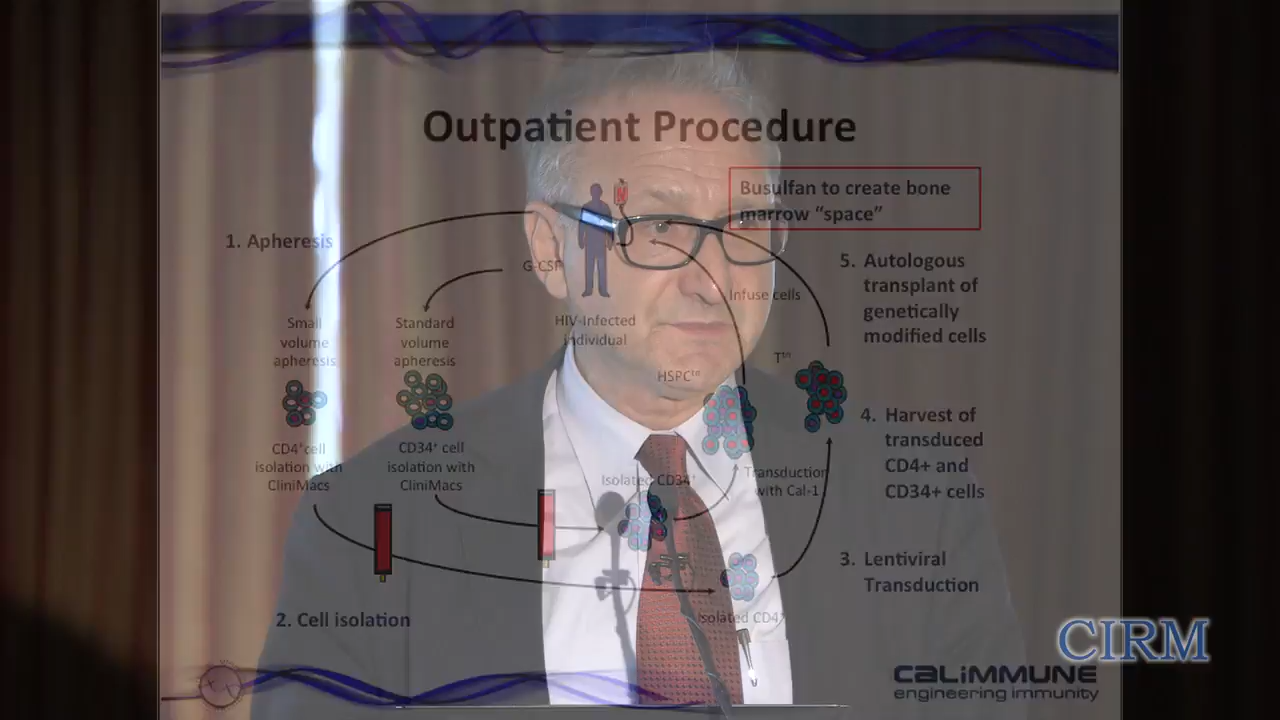 Outpatient Procedure
Busulfan to create bone
marrow “space”
1. Apheresis
G-CSF
HIV-Infected
individual
Infuse cells
5. Autologous
transplant of
genetically
modified cells
Small
volume
apheresis
Standard
volume
apheresis
HSPCᵗⁿ
Tᵗⁿ
CD4⁺cell
isolation with
CliniMacs
CD34⁺ cell
isolation with
CliniMacs
4. Harvest of
transduced
CD4+ and
CD34+ cells
Isolated CD34⁺
Transduction
with Cal-1
3. Lentiviral
Transduction
Isolated CD4⁺
2. Cell isolation
CIRM
CALIMMUNE
engineering immunity